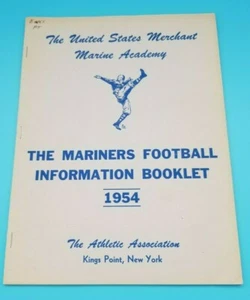 The United States Merchant
Marine Academy
THE MARINERS FOOTBALL
INFORMATION BOOKLET
1954
The Athletic Association
Kings Point, New York